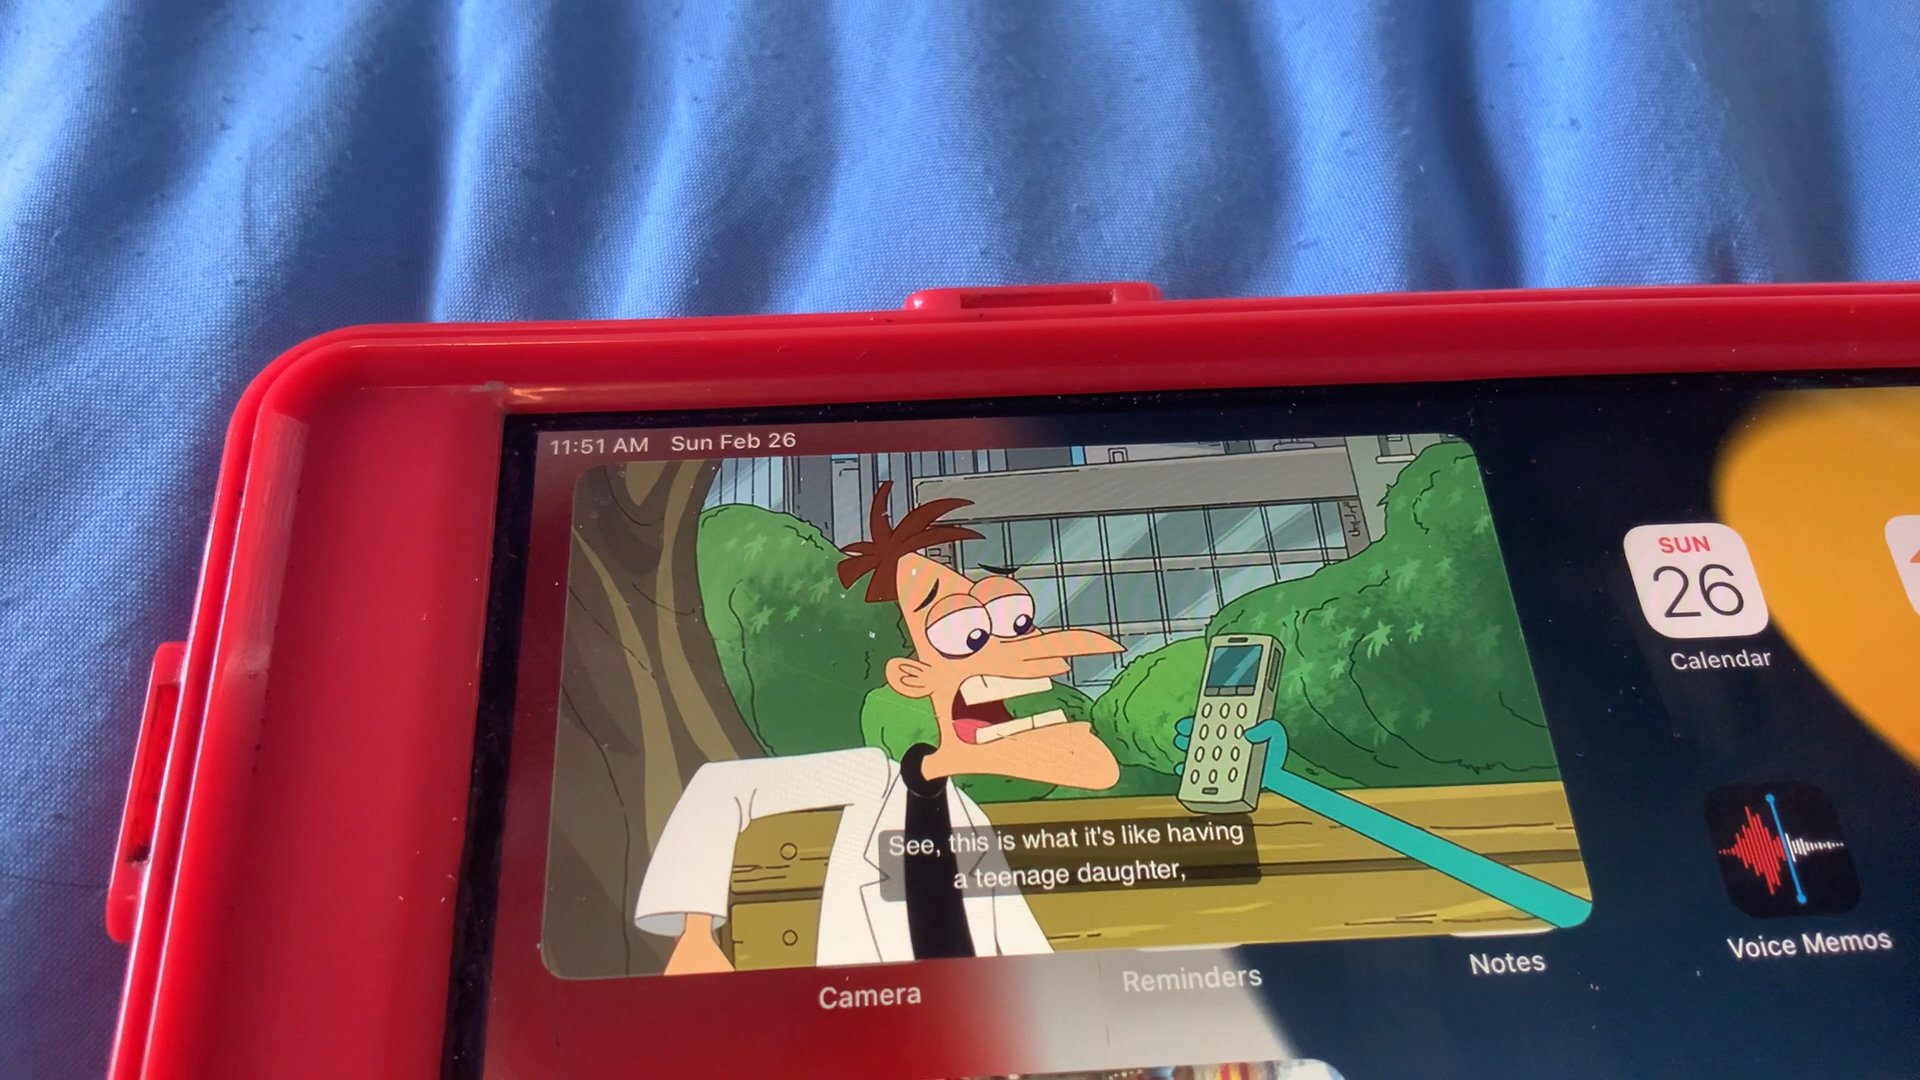 11:51 AM Sun Feb 26
SUN
26
Calendar
See, this is what it's like having
a teenage daughter,
Voice Memos
Camera
Reminders
Notes